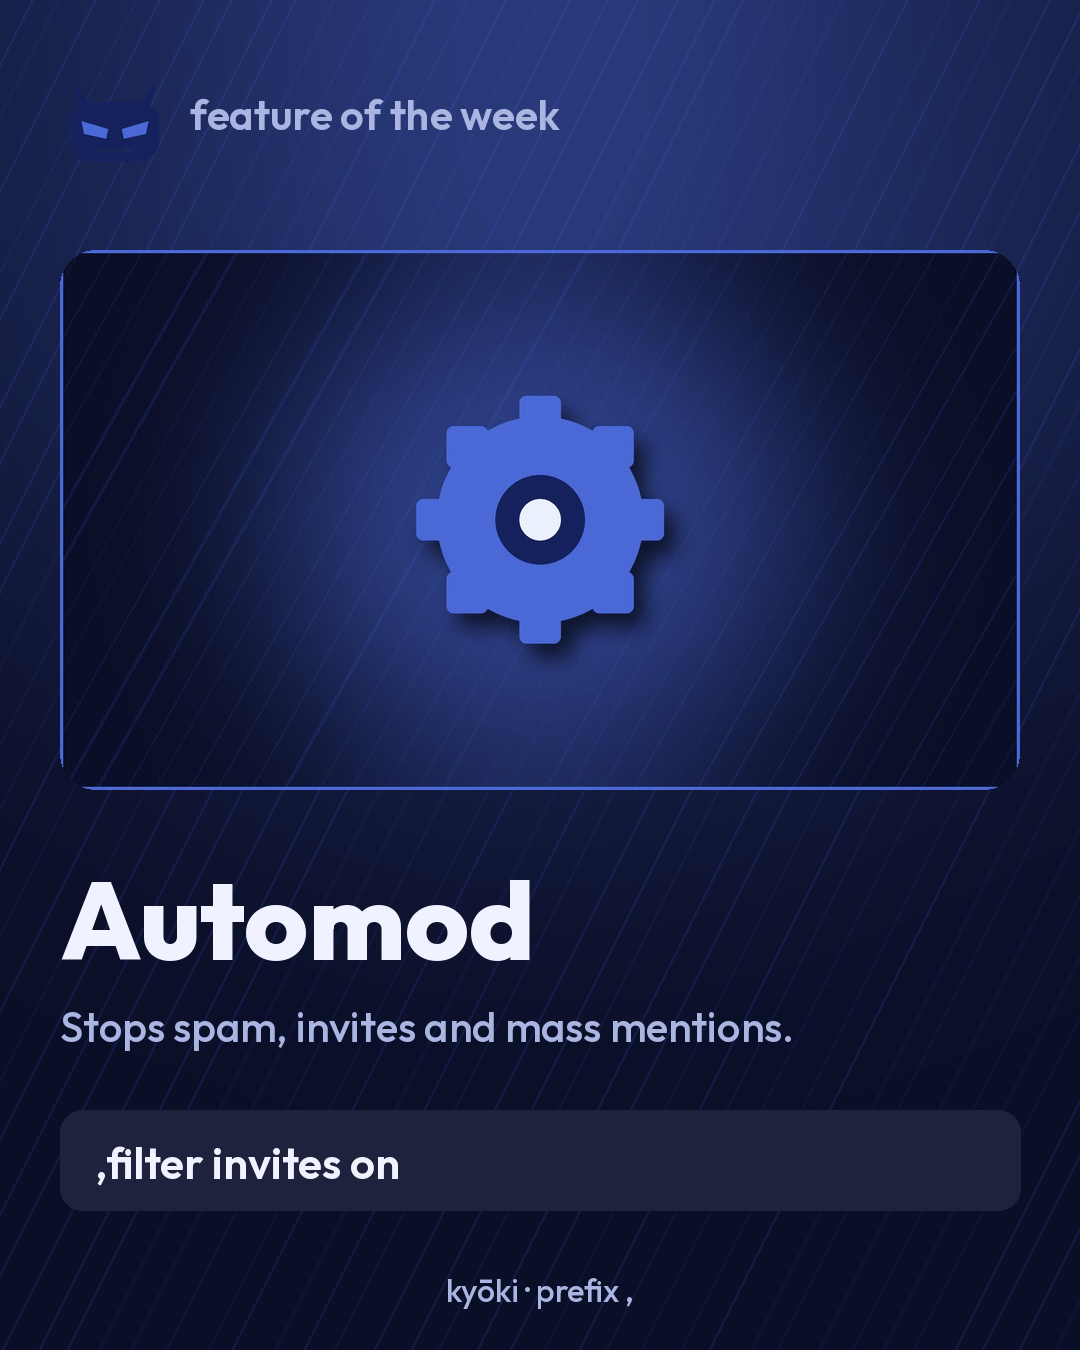 feature of the week
Automod
Stops spam, invites and mass mentions.
,filter invites on
kyōki · prefix ,